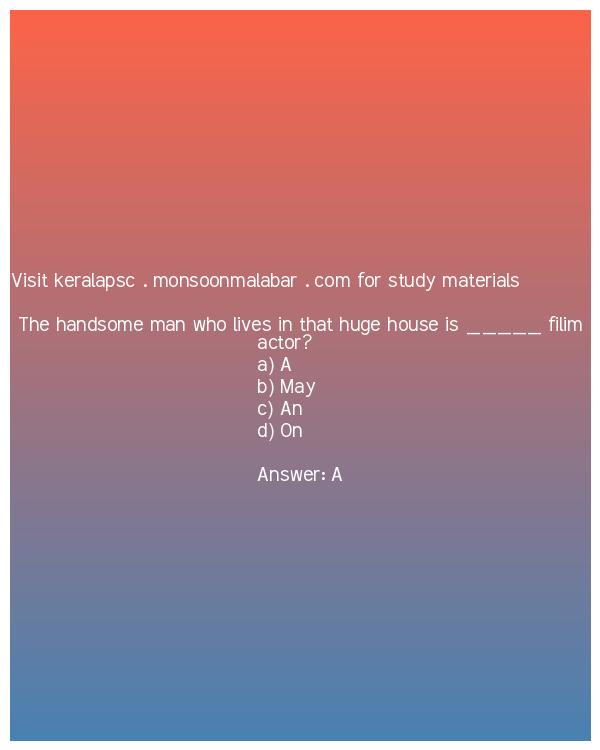 Visit keralapsc . monsoonmalabar . com for study materials
The handsome man who lives in that huge house is _____ filim
actor?
a) A
b) May
c) An
d) On
Answer: A